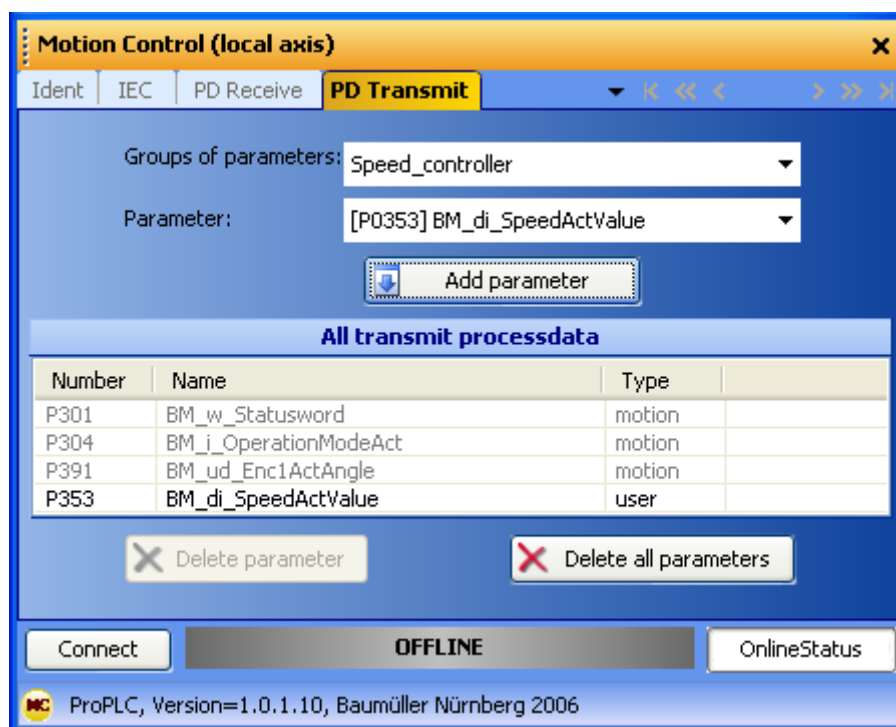 Motion Control (local axis)
Ident IEC PD Receive PD Transmit
Groups of parameters: Speed_controller
Parameter: [P0353] BM_di_SpeedActValue
Add parameter
All transmit processdata
Number Name Type
P301 BM_w_Statusword motion
P304 BM_i_OperationModeAct motion
P391 BM_ud_Enc1ActAngle motion
P353 BM_di_SpeedActValue user
Delete parameter Delete all parameters
Connect OFFLINE OnlineStatus
MC ProPLC, Version=1.0.1.10, Baumüller Nürnberg 2006